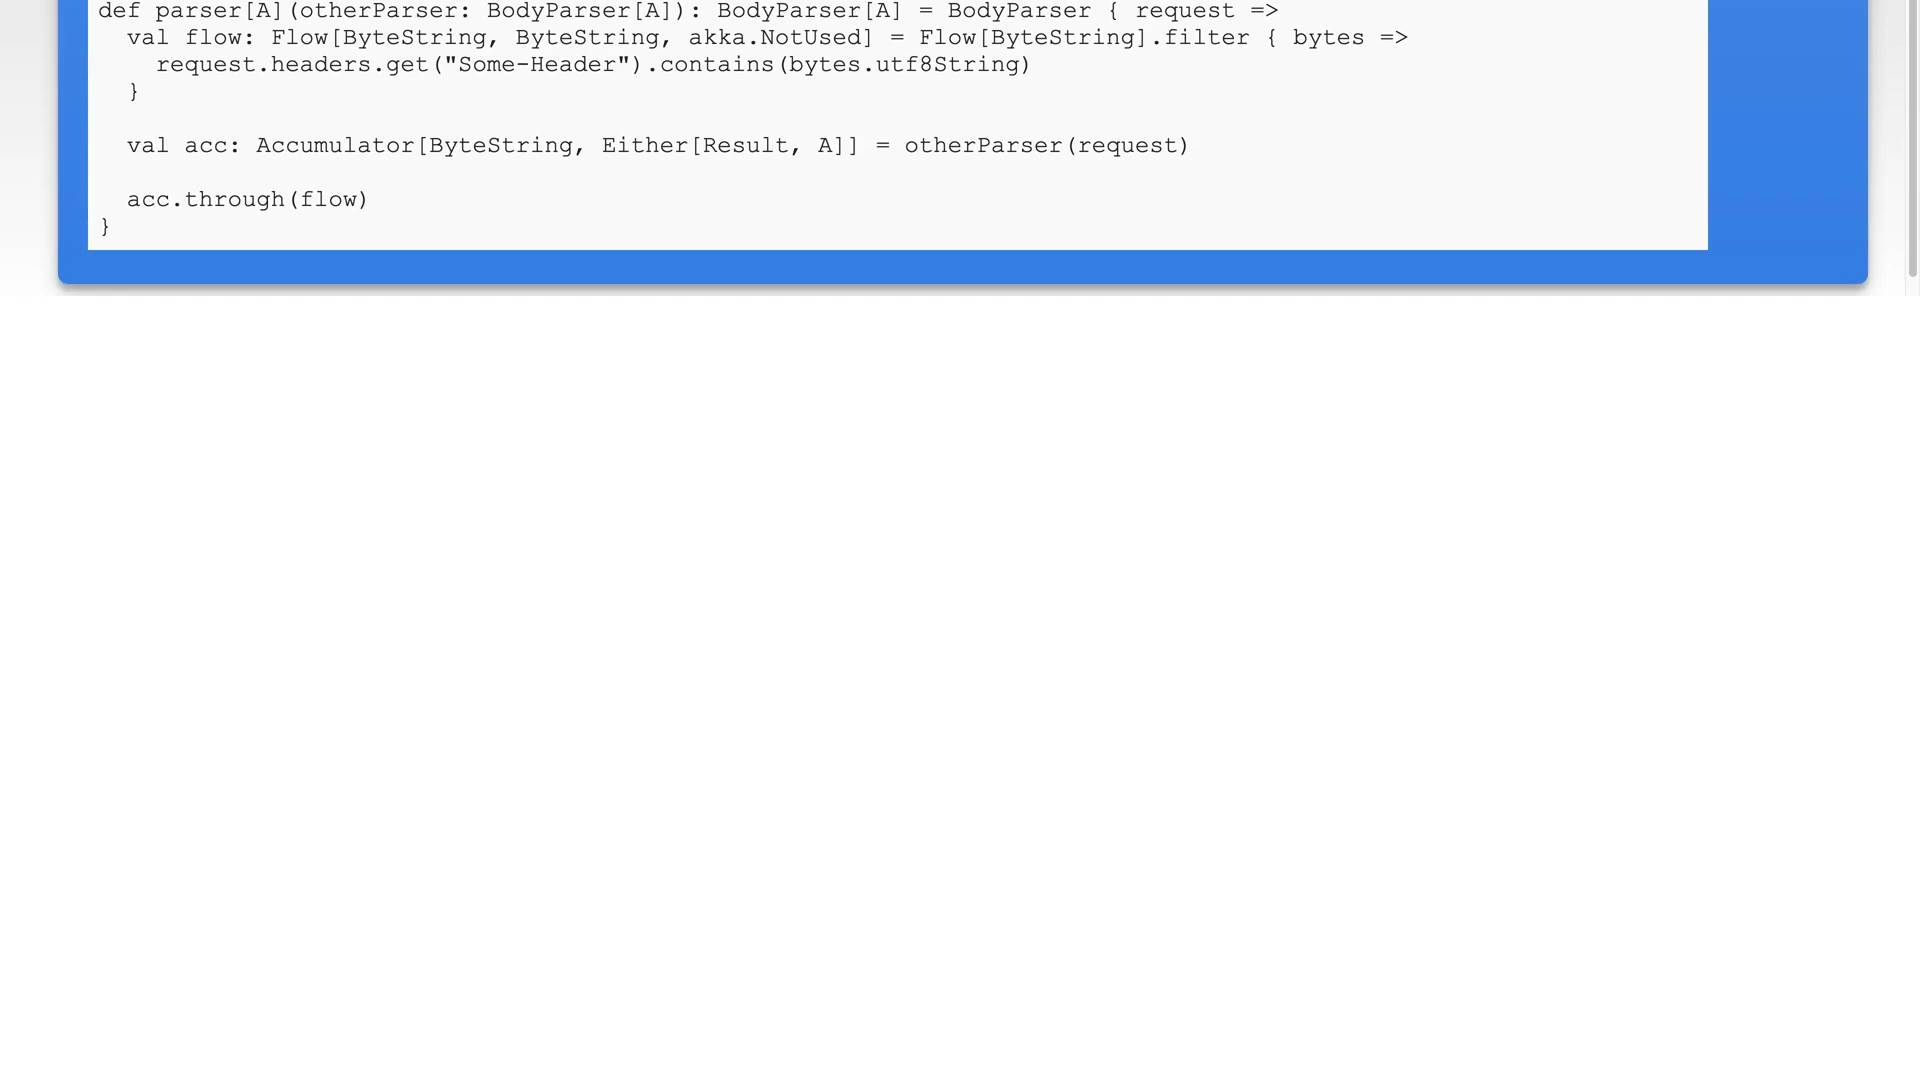 def parser[A](otherParser: BodyParser[A]): BodyParser[A] = BodyParser { request =>
  val flow: Flow[ByteString, ByteString, akka.NotUsed] = Flow[ByteString].filter { bytes =>
    request.headers.get("Some-Header").contains(bytes.utf8String)
  }

  val acc: Accumulator[ByteString, Either[Result, A]] = otherParser(request)

  acc.through(flow)
}